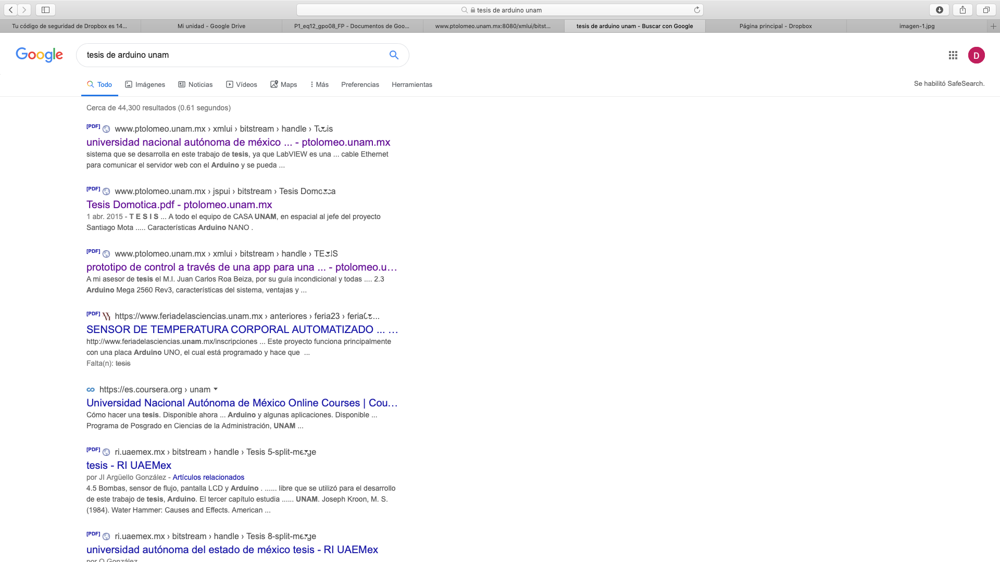 tesis de arduino unam
Tu código de seguridad de Dropbox es 14...
Mi unidad - Google Drive
P1_eq12_gpo08_FP - Documentos de Goo...
www.ptolomeo.unam.mx:8080/xmlui/bitst...
tesis de arduino unam - Buscar con Google
Página principal - Dropbox
imagen-1.jpg
Google
tesis de arduino unam
D
Todo
Imágenes
Noticias
Vídeos
Maps
Más
Preferencias
Herramientas
Se habilitó SafeSearch.
Cerca de 44,300 resultados (0.61 segundos)
[PDF] www.ptolomeo.unam.mx › xmlui › bitstream › handle › Tesis
universidad nacional autónoma de méxico ... - ptolomeo.unam.mx
sistema que se desarrolla en este trabajo de tesis, ya que LabVIEW es una ... cable Ethernet
para comunicar el servidor web con el Arduino y se pueda ...
[PDF] www.ptolomeo.unam.mx › jspui › bitstream › Tesis Domotica
Tesis Domotica.pdf - ptolomeo.unam.mx
1 abr. 2015 - T E S I S ... A todo el equipo de CASA UNAM, en espacial al jefe del proyecto
Santiago Mota ..... Características Arduino NANO .
[PDF] www.ptolomeo.unam.mx › xmlui › bitstream › handle › TESIS
prototipo de control a través de una app para una ... - ptolomeo.u...
A mi asesor de tesis el M.I. Juan Carlos Roa Beiza, por su guía incondicional y todas .... 2.3
Arduino Mega 2560 Rev3, características del sistema, ventajas y ...
[PDF] https://www.feriadelasciencias.unam.mx › anteriores › feria23 › feria...
SENSOR DE TEMPERATURA CORPORAL AUTOMATIZADO ... ...
http://www.feriadelasciencias.unam.mx/inscripciones ... Este proyecto funciona principalmente
con una placa Arduino UNO, el cual está programado y hace que ...
Falta(n): tesis
https://es.coursera.org › unam
Universidad Nacional Autónoma de México Online Courses | Cou...
Cómo hacer una tesis. Disponible ahora ... Arduino y algunas aplicaciones. Disponible ...
Programa de Posgrado en Ciencias de la Administración, UNAM ...
[PDF] ri.uaemex.mx › bitstream › handle › Tesis 5-split-merge
tesis - RI UAEMex
por JI Argüello González - Artículos relacionados
4.5 Bombas, sensor de flujo, pantalla LCD y Arduino . ...... libre que se utilizó para el desarrollo
de este trabajo de tesis, Arduino. El tercer capítulo estudia ...... UNAM. Joseph Kroon, M. S.
(1984). Water Hammer: Causes and Effects. American ...
[PDF] ri.uaemex.mx › bitstream › handle › Tesis 8-split-merge
universidad autónoma del estado de méxico tesis - RI UAEMex
por O González